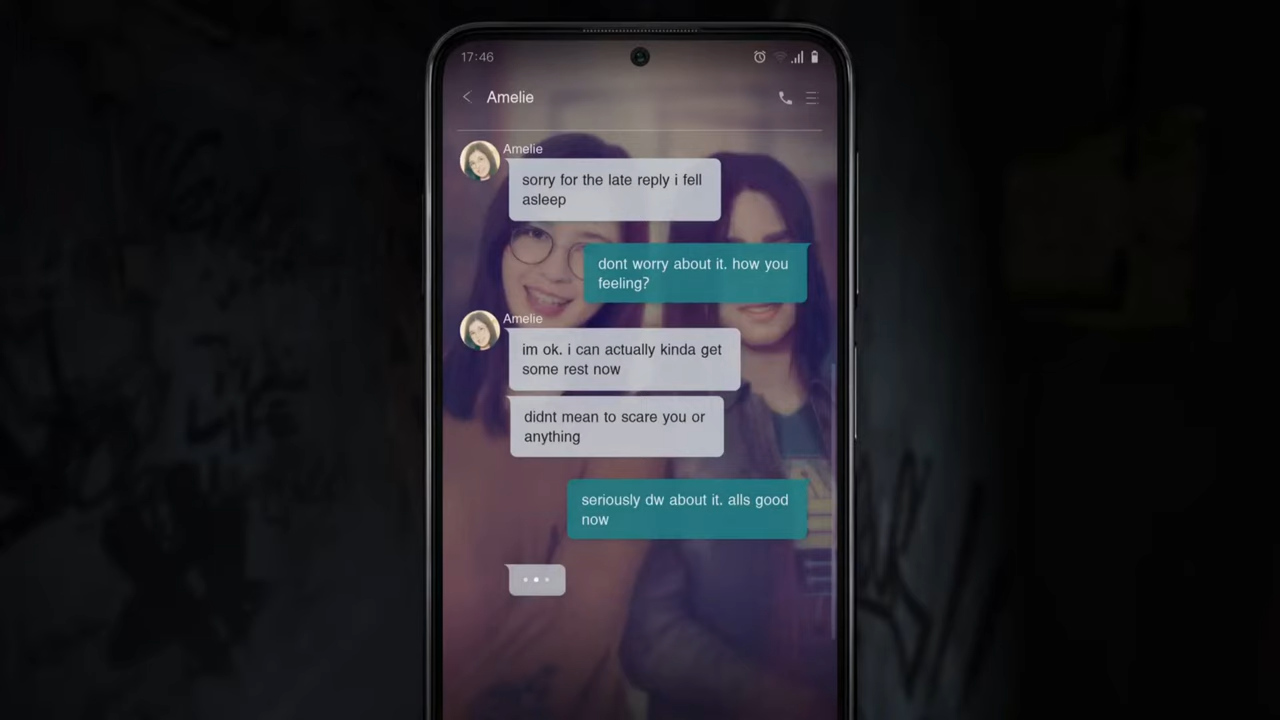 17:46
Amelie
Amelie
sorry for the late reply i fell
asleep
dont worry about it. how you
feeling?
Amelie
im ok. i can actually kinda get
some rest now
didnt mean to scare you or
anything
seriously dw about it. alls good
now